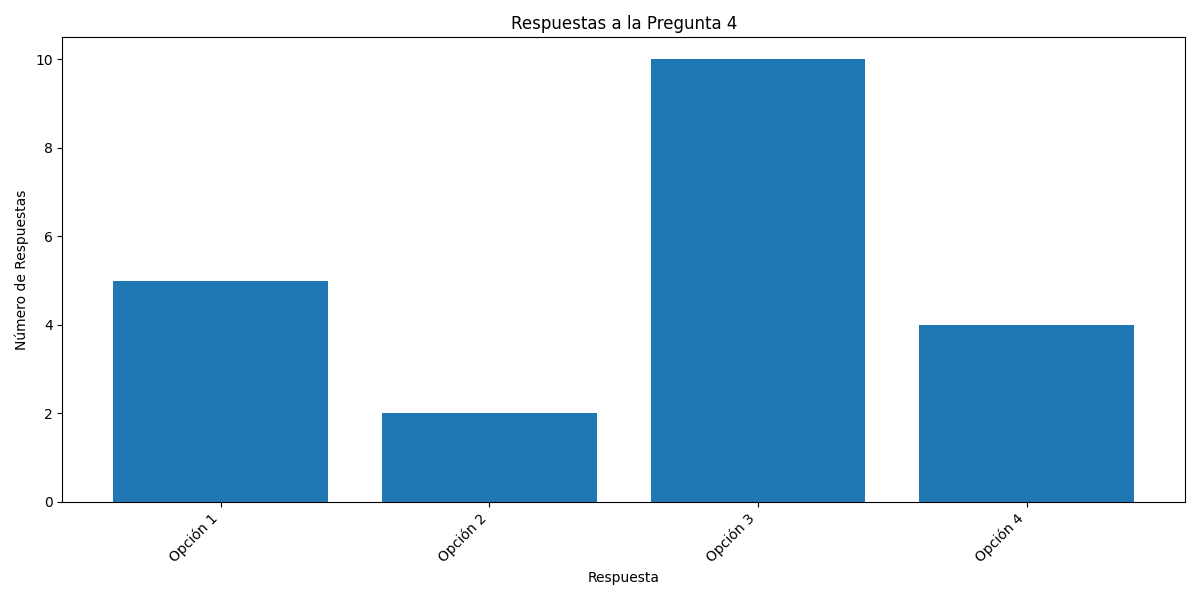 Respuestas a la Pregunta 4
Número de Respuestas
10
8
6
4
2
0
Opción 1
Opción 2
Opción 3
Opción 4
Respuesta